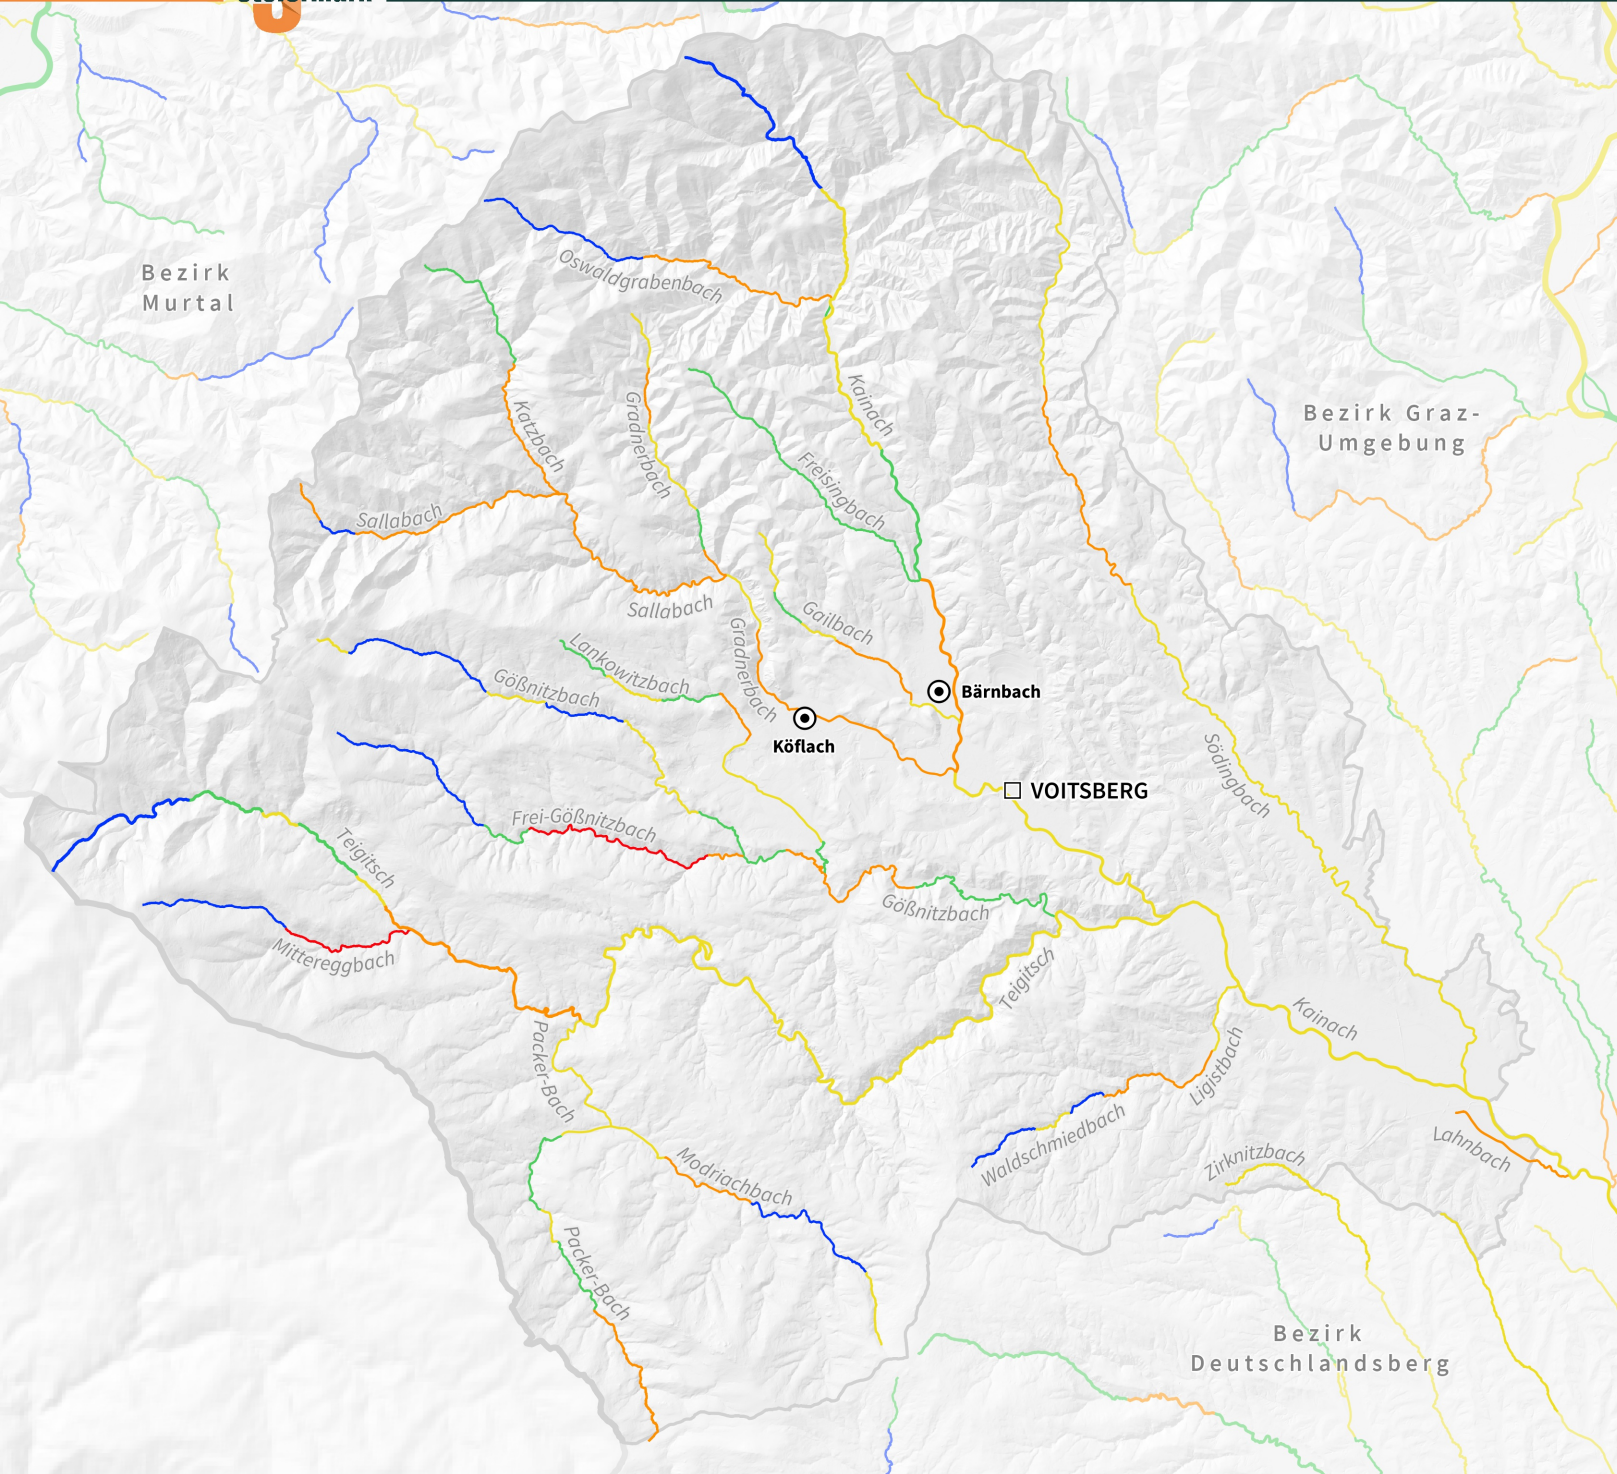 Steiermark
Bezirk
Murtal
Oswaldgrabenbach
Kainach
Gradnerbach
Katzbach
Bezirk Graz-
Umgebung
Freisingbach
Sallabach
Sallabach
Gailbach
Gradnerbach
Lankowitzbach
Gößnitzbach
Bärnbach
Köflach
Södingbach
VOITSBERG
Frei-Gößnitzbach
Teigitsch
Gößnitzbach
Mittereggbach
Teigitsch
Kainach
Packer-Bach
Ligistbach
Waldschmiedbach
Lahnbach
Zirknitzbach
Modriachbach
Packer-Bach
Bezirk
Deutschlandsberg